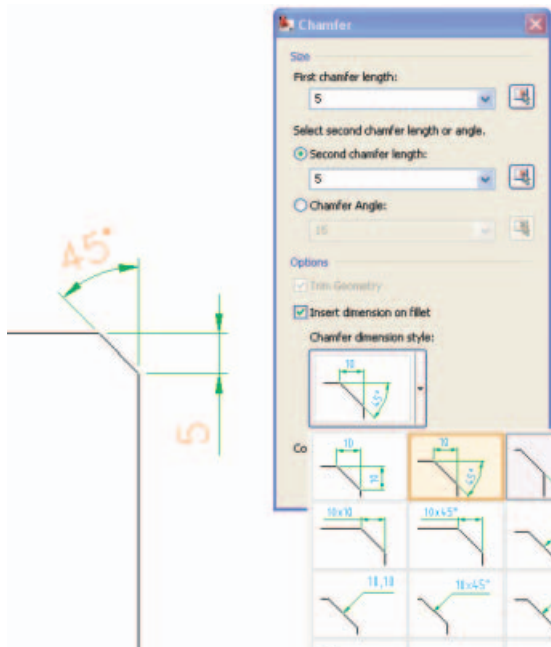 Chamfer
Size
First chamfer length:
5
Select second chamfer length or angle.
Second chamfer length:
5
Chamfer Angle:
15
Options
Trim Geometry
Insert dimension on fillet
Chamfer dimension style:
10
45°
Co
10
10
10
45°
10x10
10x45°
10,10
10x45°
45°
5